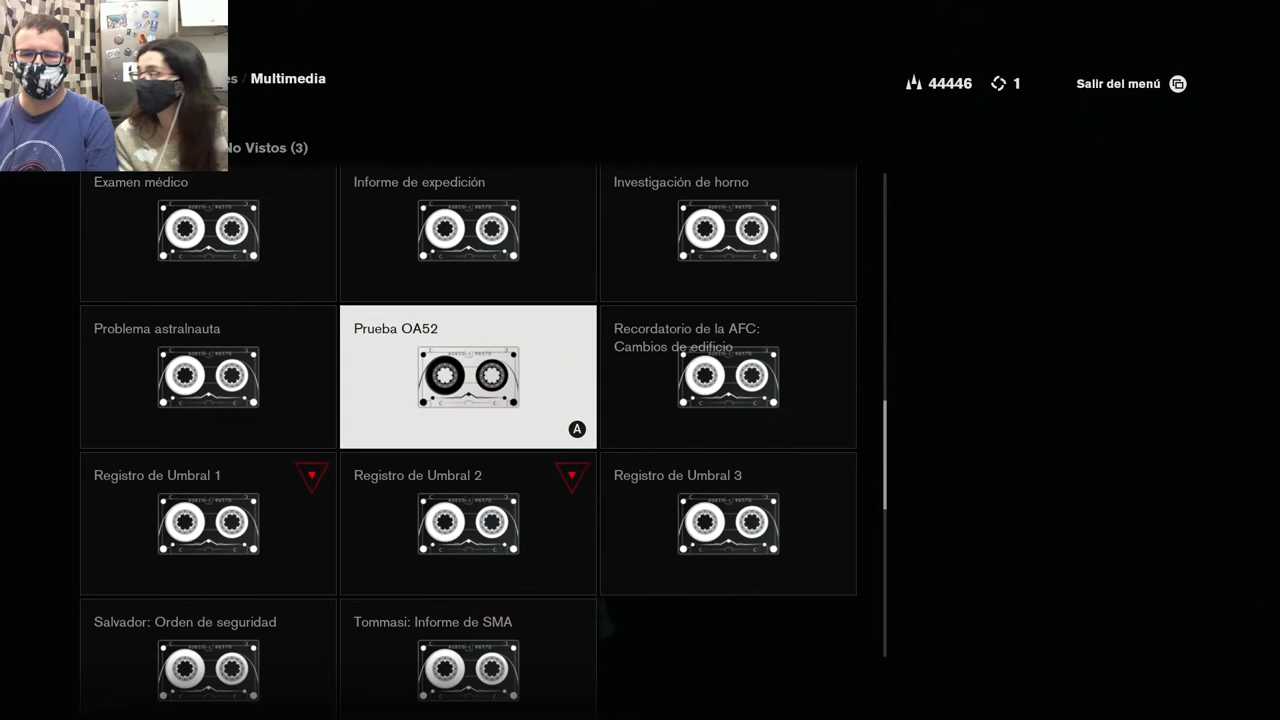 es / Multimedia
44446
1
Salir del menú
No Vistos (3)
Examen médico
Informe de expedición
Investigación de horno
Problema astralnauta
Prueba OA52
Recordatorio de la AFC:
Cambios de edificio
A
Registro de Umbral 1
Registro de Umbral 2
Registro de Umbral 3
Salvador: Orden de seguridad
Tommasi: Informe de SMA